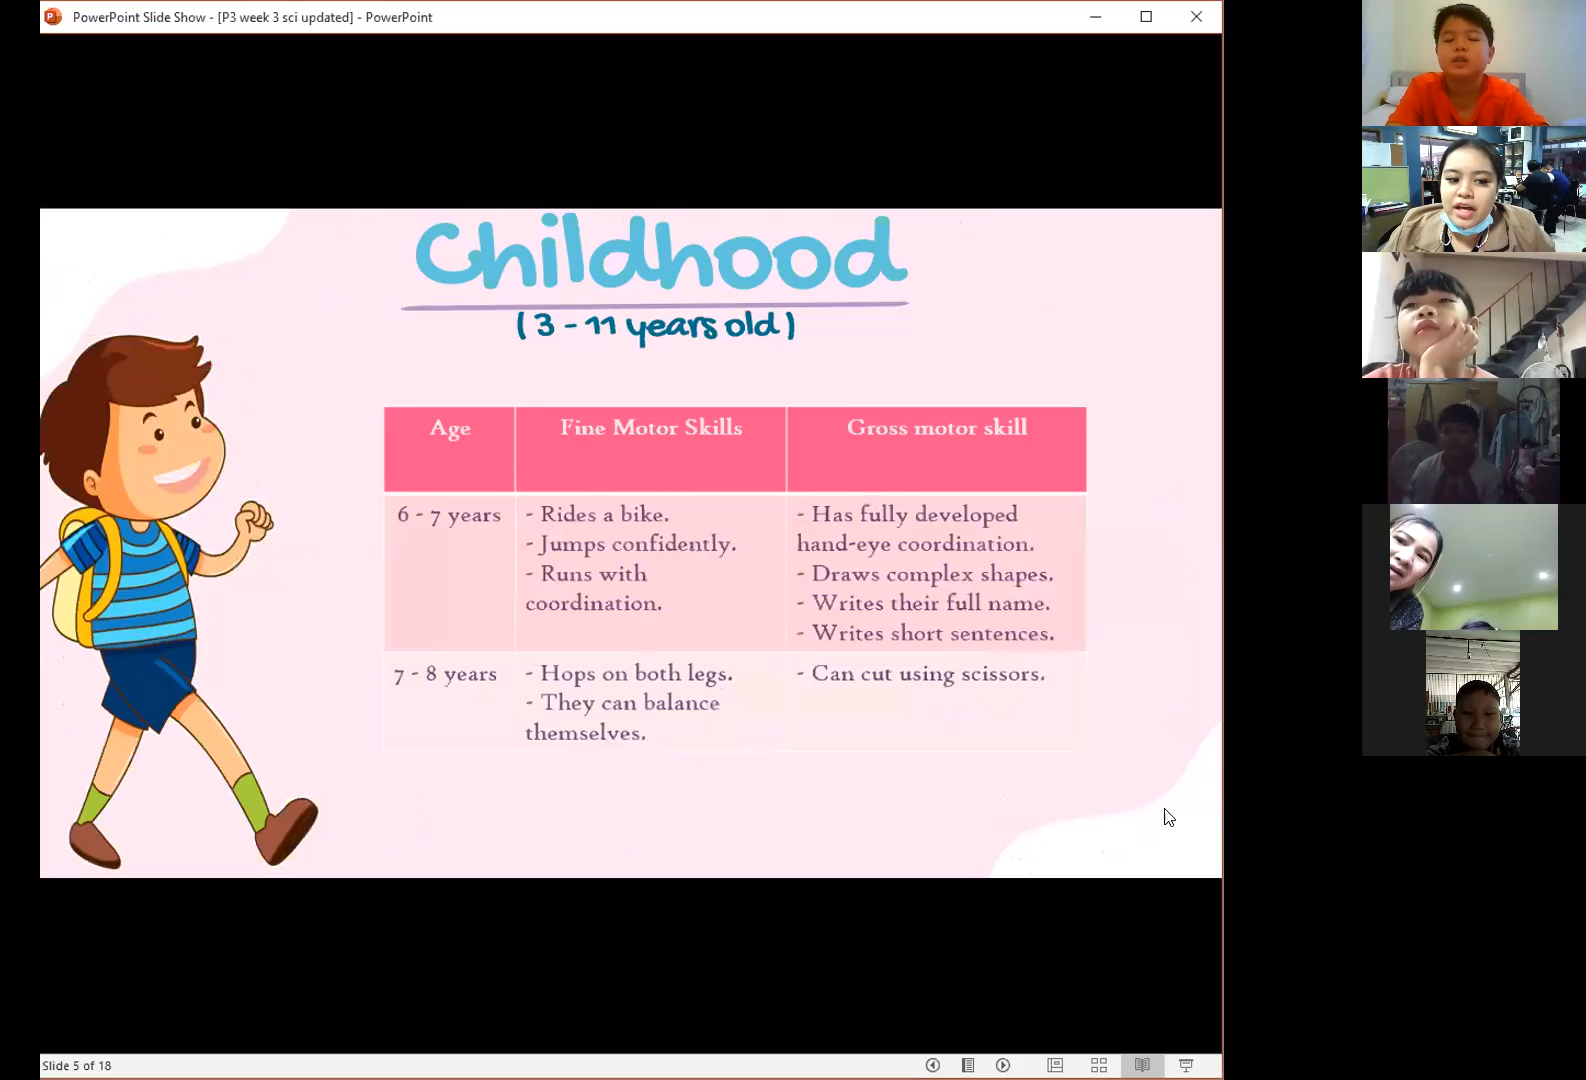 PowerPoint Slide Show - [P3 week 3 sci updated] - PowerPoint
Childhood
(3 - 11 years old)
Age
Fine Motor Skills
Gross motor skill
6 - 7 years
- Rides a bike.
- Jumps confidently.
- Runs with
coordination.
- Has fully developed
hand-eye coordination.
- Draws complex shapes.
- Writes their full name.
- Writes short sentences.
7 - 8 years
- Hops on both legs.
- They can balance
themselves.
- Can cut using scissors.
Slide 5 of 18